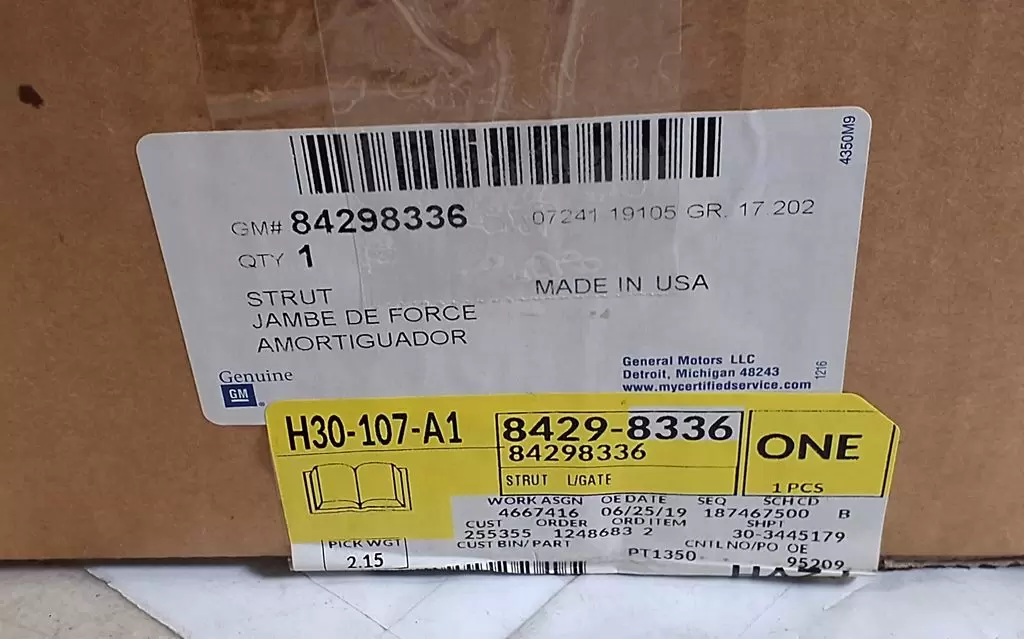 4350M9
GM# 84298336 07241 19105 GR. 17.202
QTY 1
STRUT MADE IN USA
JAMBE DE FORCE
AMORTIGUADOR
Genuine
GM
General Motors LLC
Detroit, Michigan 48243
www.mycertifiedservice.com
1216
H30-107-A1
8429-8336
84298336
STRUT L/GATE
ONE
1 PCS
WORK ASGN OE DATE SEQ SCH CD
4667416 06/25/19 187467500 B
CUST ORDER ORD ITEM SHPT
255355 1248683 2 30-3445179
CUST BIN/PART CNTL NO/PO OE
PT1350 95209
PICK WGT
2.15